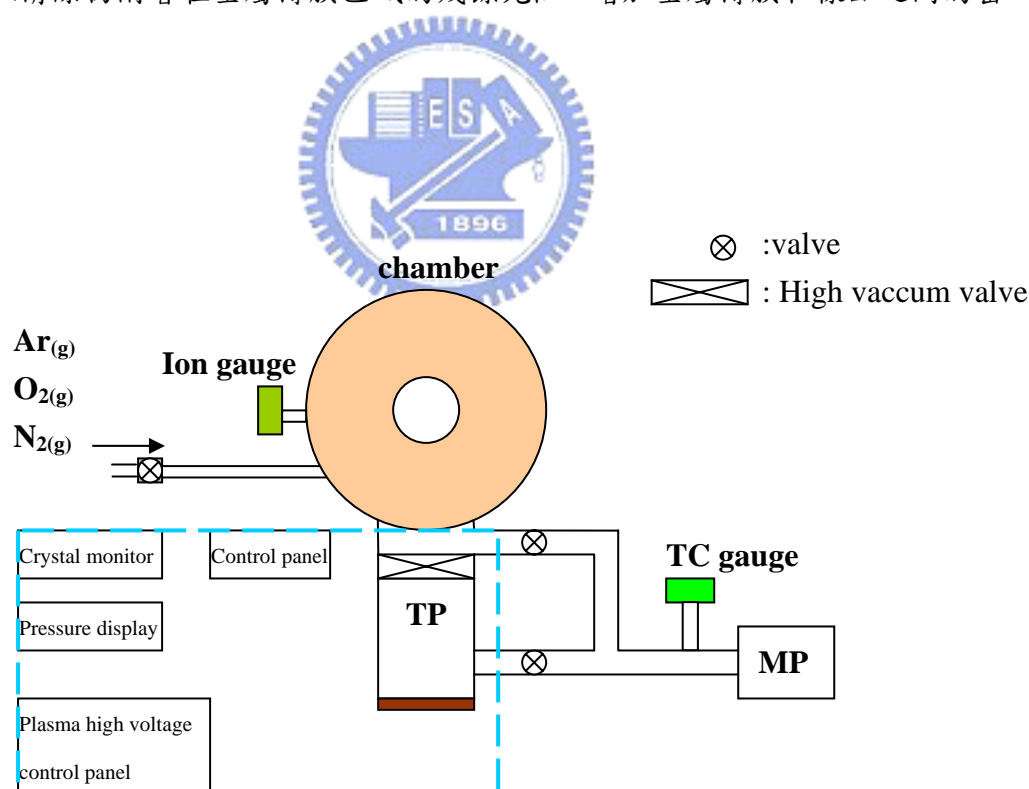 ESA
1896
chamber
⊗ :valve
: High vaccum valve
Ar(g)
O2(g)
N2(g)
Ion gauge
Crystal monitor
Control panel
Pressure display
TP
TC gauge
MP
Plasma high voltage
control panel